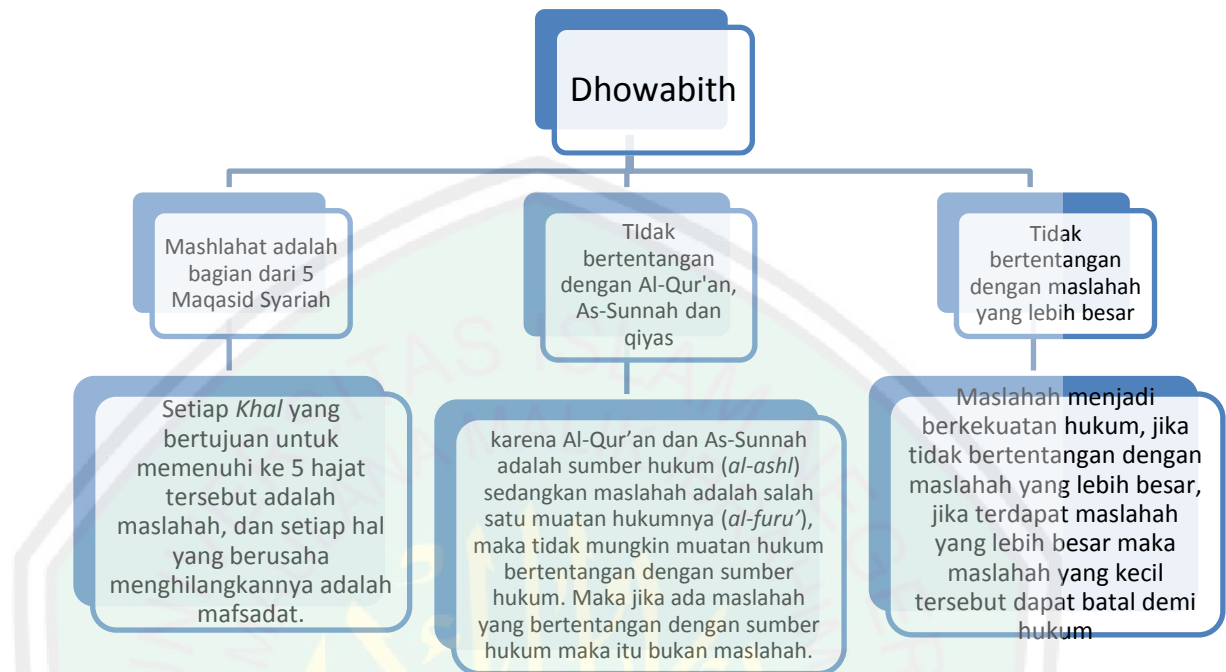 Dhowabith
Mashlahat adalah
bagian dari 5
Maqasid Syariah
TIdak
bertentangan
dengan Al-Qur'an,
As-Sunnah dan
qiyas
Tidak
bertentangan
dengan maslahah
yang lebih besar
Setiap Khal yang
bertujuan untuk
memenuhi ke 5 hajat
tersebut adalah
maslahah, dan setiap hal
yang berusaha
menghilangkannya adalah
mafsadat.
karena Al-Qur’an dan As-Sunnah
adalah sumber hukum (al-ashl)
sedangkan maslahah adalah salah
satu muatan hukumnya (al-furu’),
maka tidak mungkin muatan hukum
bertentangan dengan sumber
hukum. Maka jika ada maslahah
yang bertentangan dengan sumber
hukum maka itu bukan maslahah.
Maslahah menjadi
berkekuatan hukum, jika
tidak bertentangan dengan
maslahah yang lebih besar,
jika terdapat maslahah
yang lebih besar maka
maslahah yang kecil
tersebut dapat batal demi
hukum